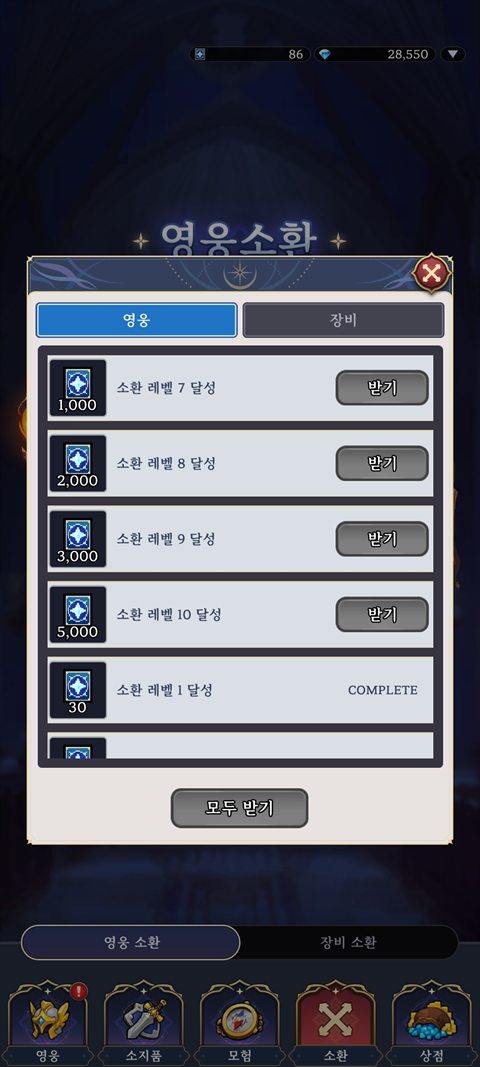 86
28,550
영웅소환
영웅
장비
1,000
소환 레벨 7 달성
받기
2,000
소환 레벨 8 달성
받기
3,000
소환 레벨 9 달성
받기
5,000
소환 레벨 10 달성
받기
30
소환 레벨 1 달성
COMPLETE
모두 받기
영웅 소환
장비 소환
!
영웅
소지품
모험
소환
상점